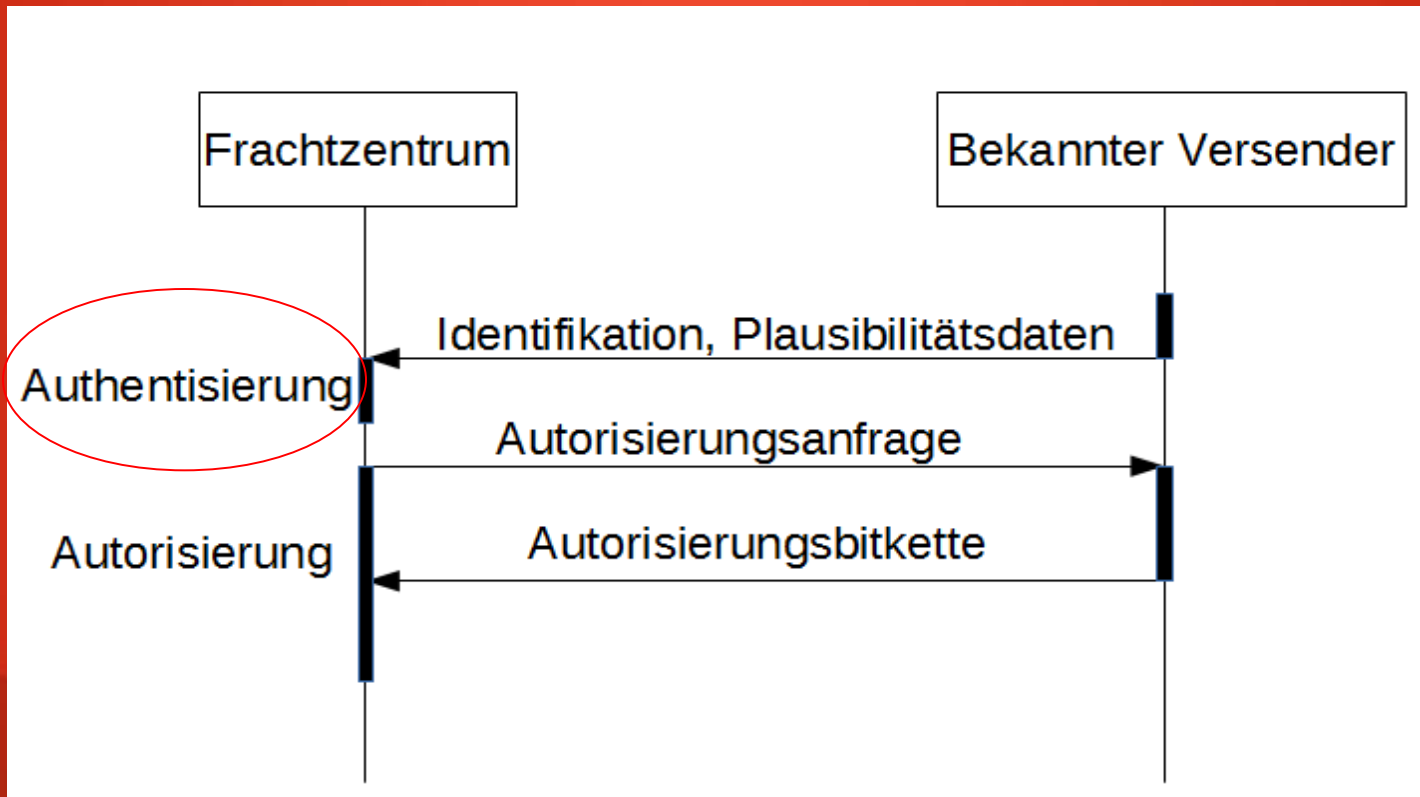 Frachtzentrum
Bekannter Versender
Identifikation, Plausibilitätsdaten
Authentisierung
Autorisierungsanfrage
Autorisierungsbitkette
Autorisierung